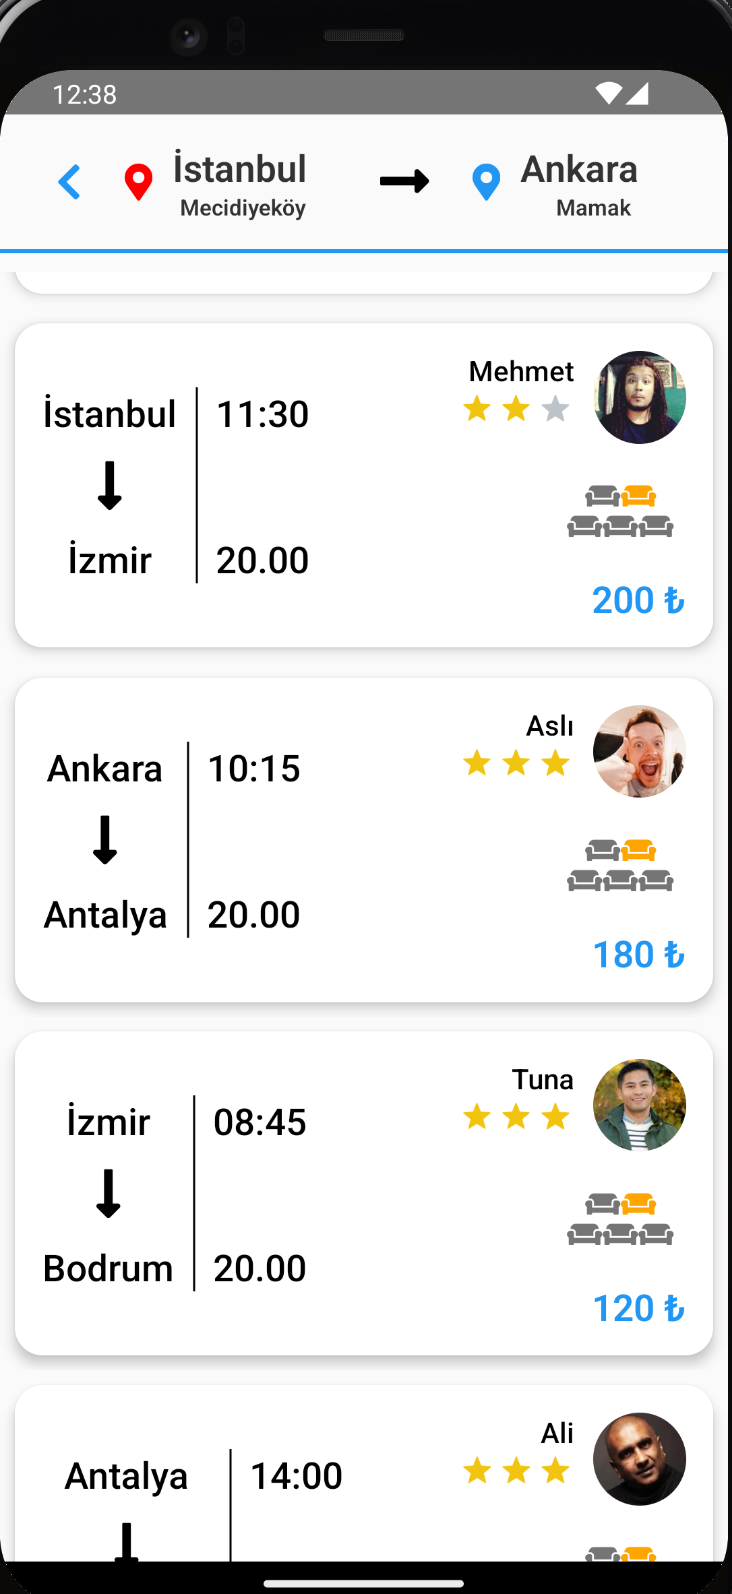 12:38
İstanbul
Mecidiyeköy
Ankara
Mamak
Mehmet
İstanbul
11:30
İzmir
20.00
200 ₺
Aslı
Ankara
10:15
Antalya
20.00
180 ₺
Tuna
İzmir
08:45
Bodrum
20.00
120 ₺
Ali
Antalya
14:00